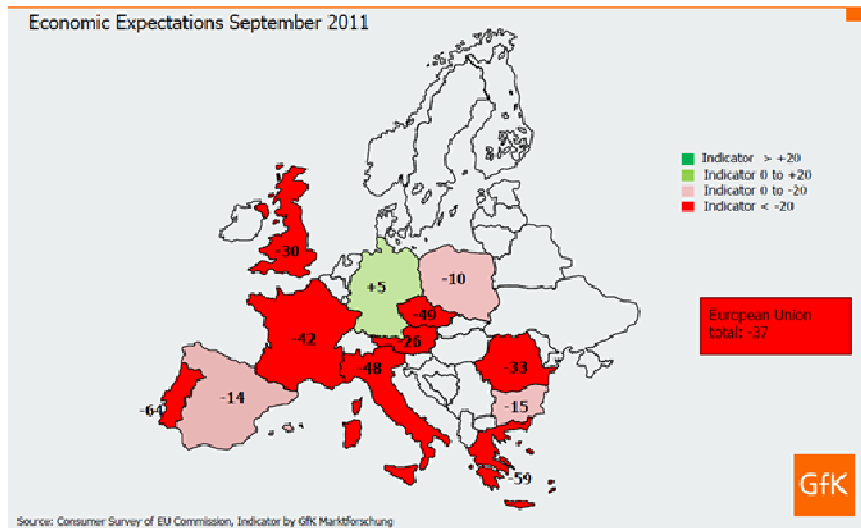 Economic Expectations September 2011
Indicator > +20
Indicator 0 to +20
Indicator 0 to -20
Indicator < -20
-30
+5
-10
-49
-42
-26
-48
-33
-14
-64
-15
-59
European Union
total: -37
GfK
Source: Consumer Survey of EU Commission, Indicator by GfK Marktforschung